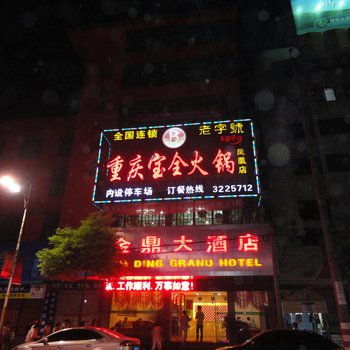 全国连锁
老字號
1989
重庆宝全火锅
凤凰店
内设停车场 订餐热线 3225712
金鼎大酒店
DING GRAND HOTEL
工作顺利,万事如意